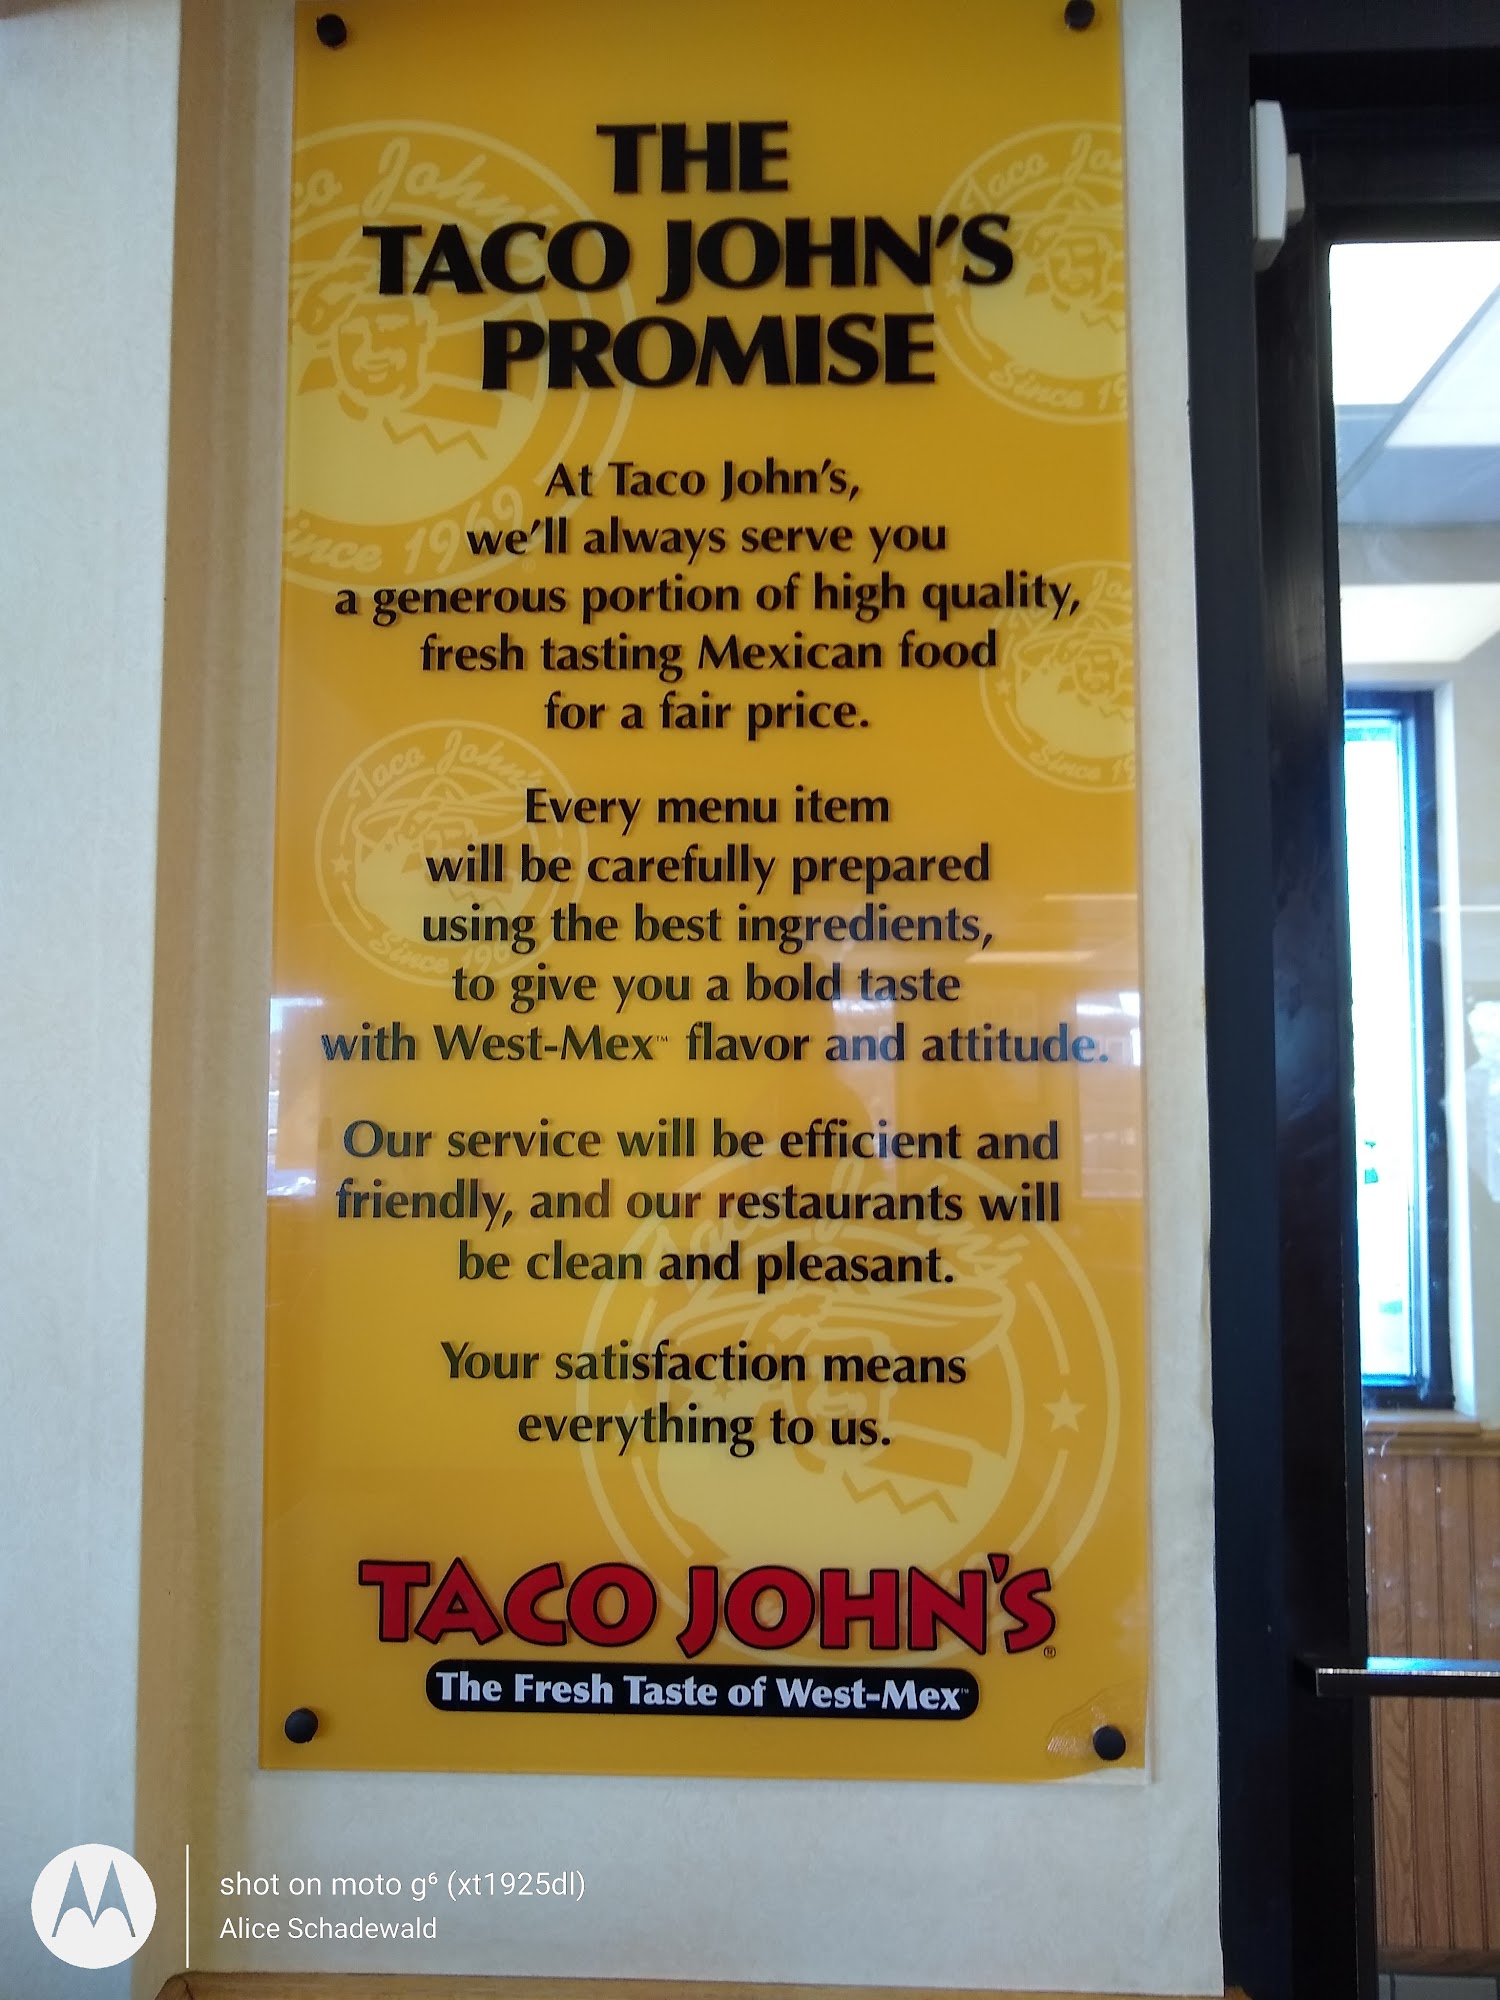 THE
TACO JOHN'S
PROMISE
At Taco John's,
we'll always serve you
a generous portion of high quality,
fresh tasting Mexican food
for a fair price.
Every menu item
will be carefully prepared
using the best ingredients,
to give you a bold taste
with West-Mex™ flavor and attitude.
Our service will be efficient and
friendly, and our restaurants will
be clean and pleasant.
Your satisfaction means
everything to us.
TACO JOHN'S®
The Fresh Taste of West-Mex™
Taco John's
Since 1969
shot on moto g⁶ (xt1925dl)
Alice Schadewald